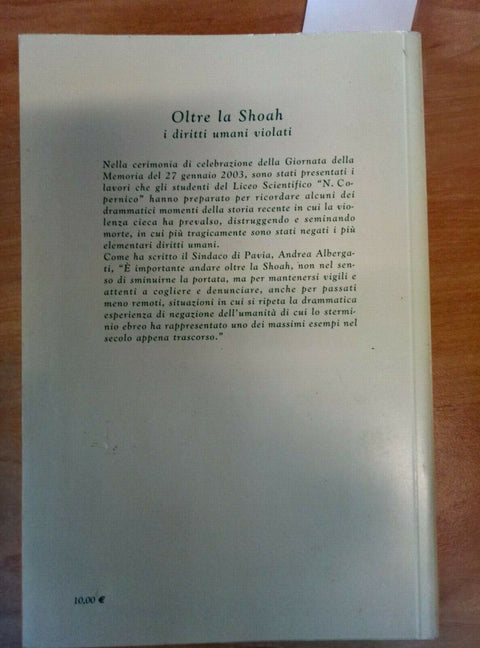 Oltre la Shoah
i diritti umani violati
Nella cerimonia di celebrazione della Giornata della
Memoria del 27 gennaio 2003, sono stati presentati i
lavori che gli studenti del Liceo Scientifico “N. Co-
pernico” hanno preparato per ricordare alcuni dei
drammatici momenti della storia recente in cui la vio-
lenza cieca ha prevalso, distruggendo e seminando
morte, in cui più tragicamente sono stati negati i più
elementari diritti umani.
Come ha scritto il Sindaco di Pavia, Andrea Alberga-
ti, “È importante andare oltre la Shoah, non nel sen-
so di sminuirne la portata, ma per mantenersi vigili e
attenti a cogliere e denunciare, anche per passati
meno remoti, situazioni in cui si ripeta la drammatica
esperienza di negazione dell'umanità di cui lo stermi-
nio ebreo ha rappresentato uno dei massimi esempi nel
secolo appena trascorso.”
10,00 €